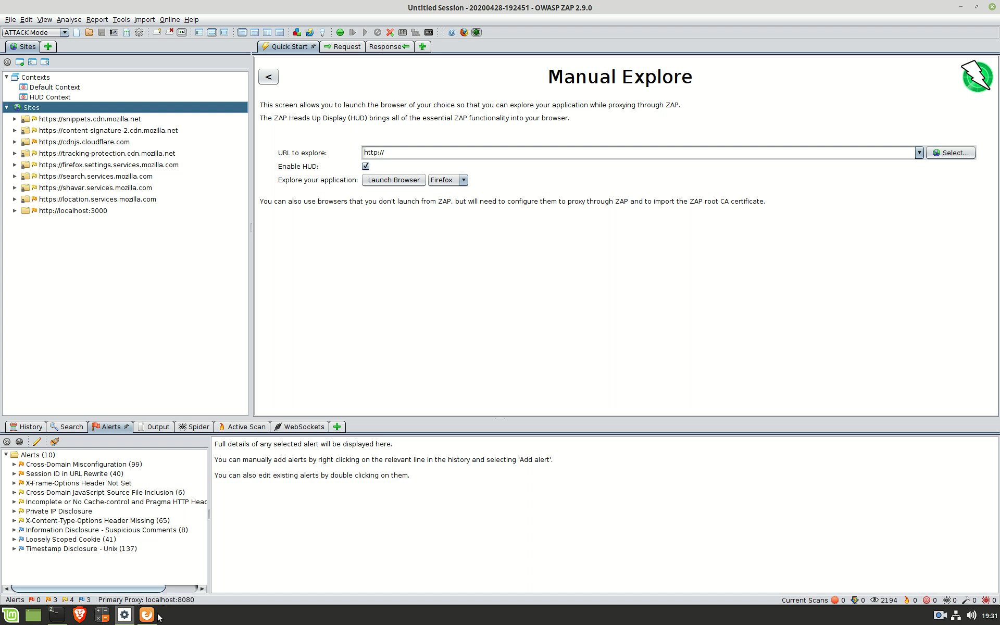 Untitled Session - 20200428-192451 - OWASP ZAP 2.9.0
File Edit View Analyse Report Tools Import Online Help
ATTACK Mode
Sites
Quick Start Request Response
Contexts
Default Context
HUD Context
Sites
https://snippets.cdn.mozilla.net
https://content-signature-2.cdn.mozilla.net
https://cdnjs.cloudflare.com
https://tracking-protection.cdn.mozilla.net
https://firefox.settings.services.mozilla.com
https://search.services.mozilla.com
https://shavar.services.mozilla.com
https://location.services.mozilla.com
http://localhost:3000
<
Manual Explore
This screen allows you to launch the browser of your choice so that you can explore your application while proxying through ZAP.
The ZAP Heads Up Display (HUD) brings all of the essential ZAP functionality into your browser.
URL to explore: http:// Select...
Enable HUD:
Explore your application: Launch Browser Firefox
You can also use browsers that you don't launch from ZAP, but will need to configure them to proxy through ZAP and to import the ZAP root CA certificate.
History Search Alerts Output Spider Active Scan WebSockets
Alerts (10)
Cross-Domain Misconfiguration (99)
Session ID in URL Rewrite (40)
X-Frame-Options Header Not Set
Cross-Domain JavaScript Source File Inclusion (6)
Incomplete or No Cache-control and Pragma HTTP Head
Private IP Disclosure
X-Content-Type-Options Header Missing (65)
Information Disclosure - Suspicious Comments (8)
Loosely Scoped Cookie (41)
Timestamp Disclosure - Unix (137)
Full details of any selected alert will be displayed here.
You can manually add alerts by right clicking on the relevant line in the history and selecting 'Add alert'.
You can also edit existing alerts by double clicking on them.
Alerts 0 3 4 3 Primary Proxy: localhost:8080
Current Scans 0 0 2194 0 0 0 0 0
2
19:31